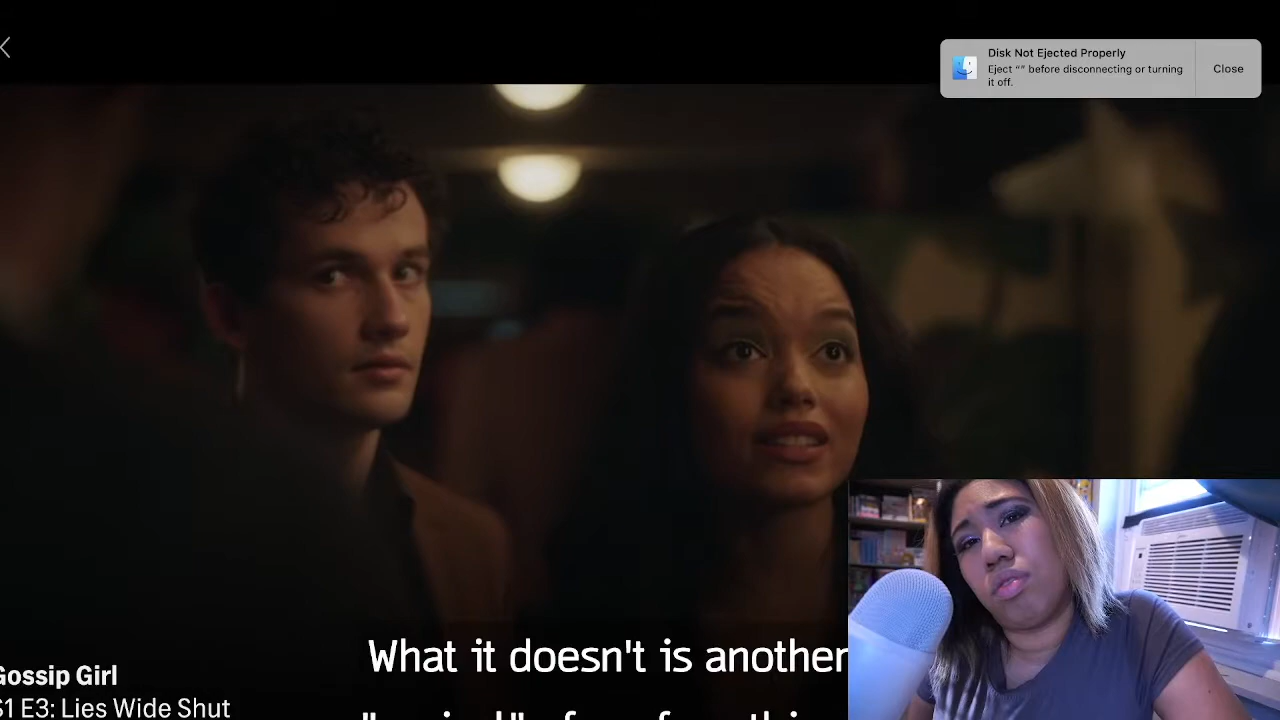 Disk Not Ejected Properly
Eject “” before disconnecting or turning
it off.
Close
What it doesn't is another
Gossip Girl
S1 E3: Lies Wide Shut